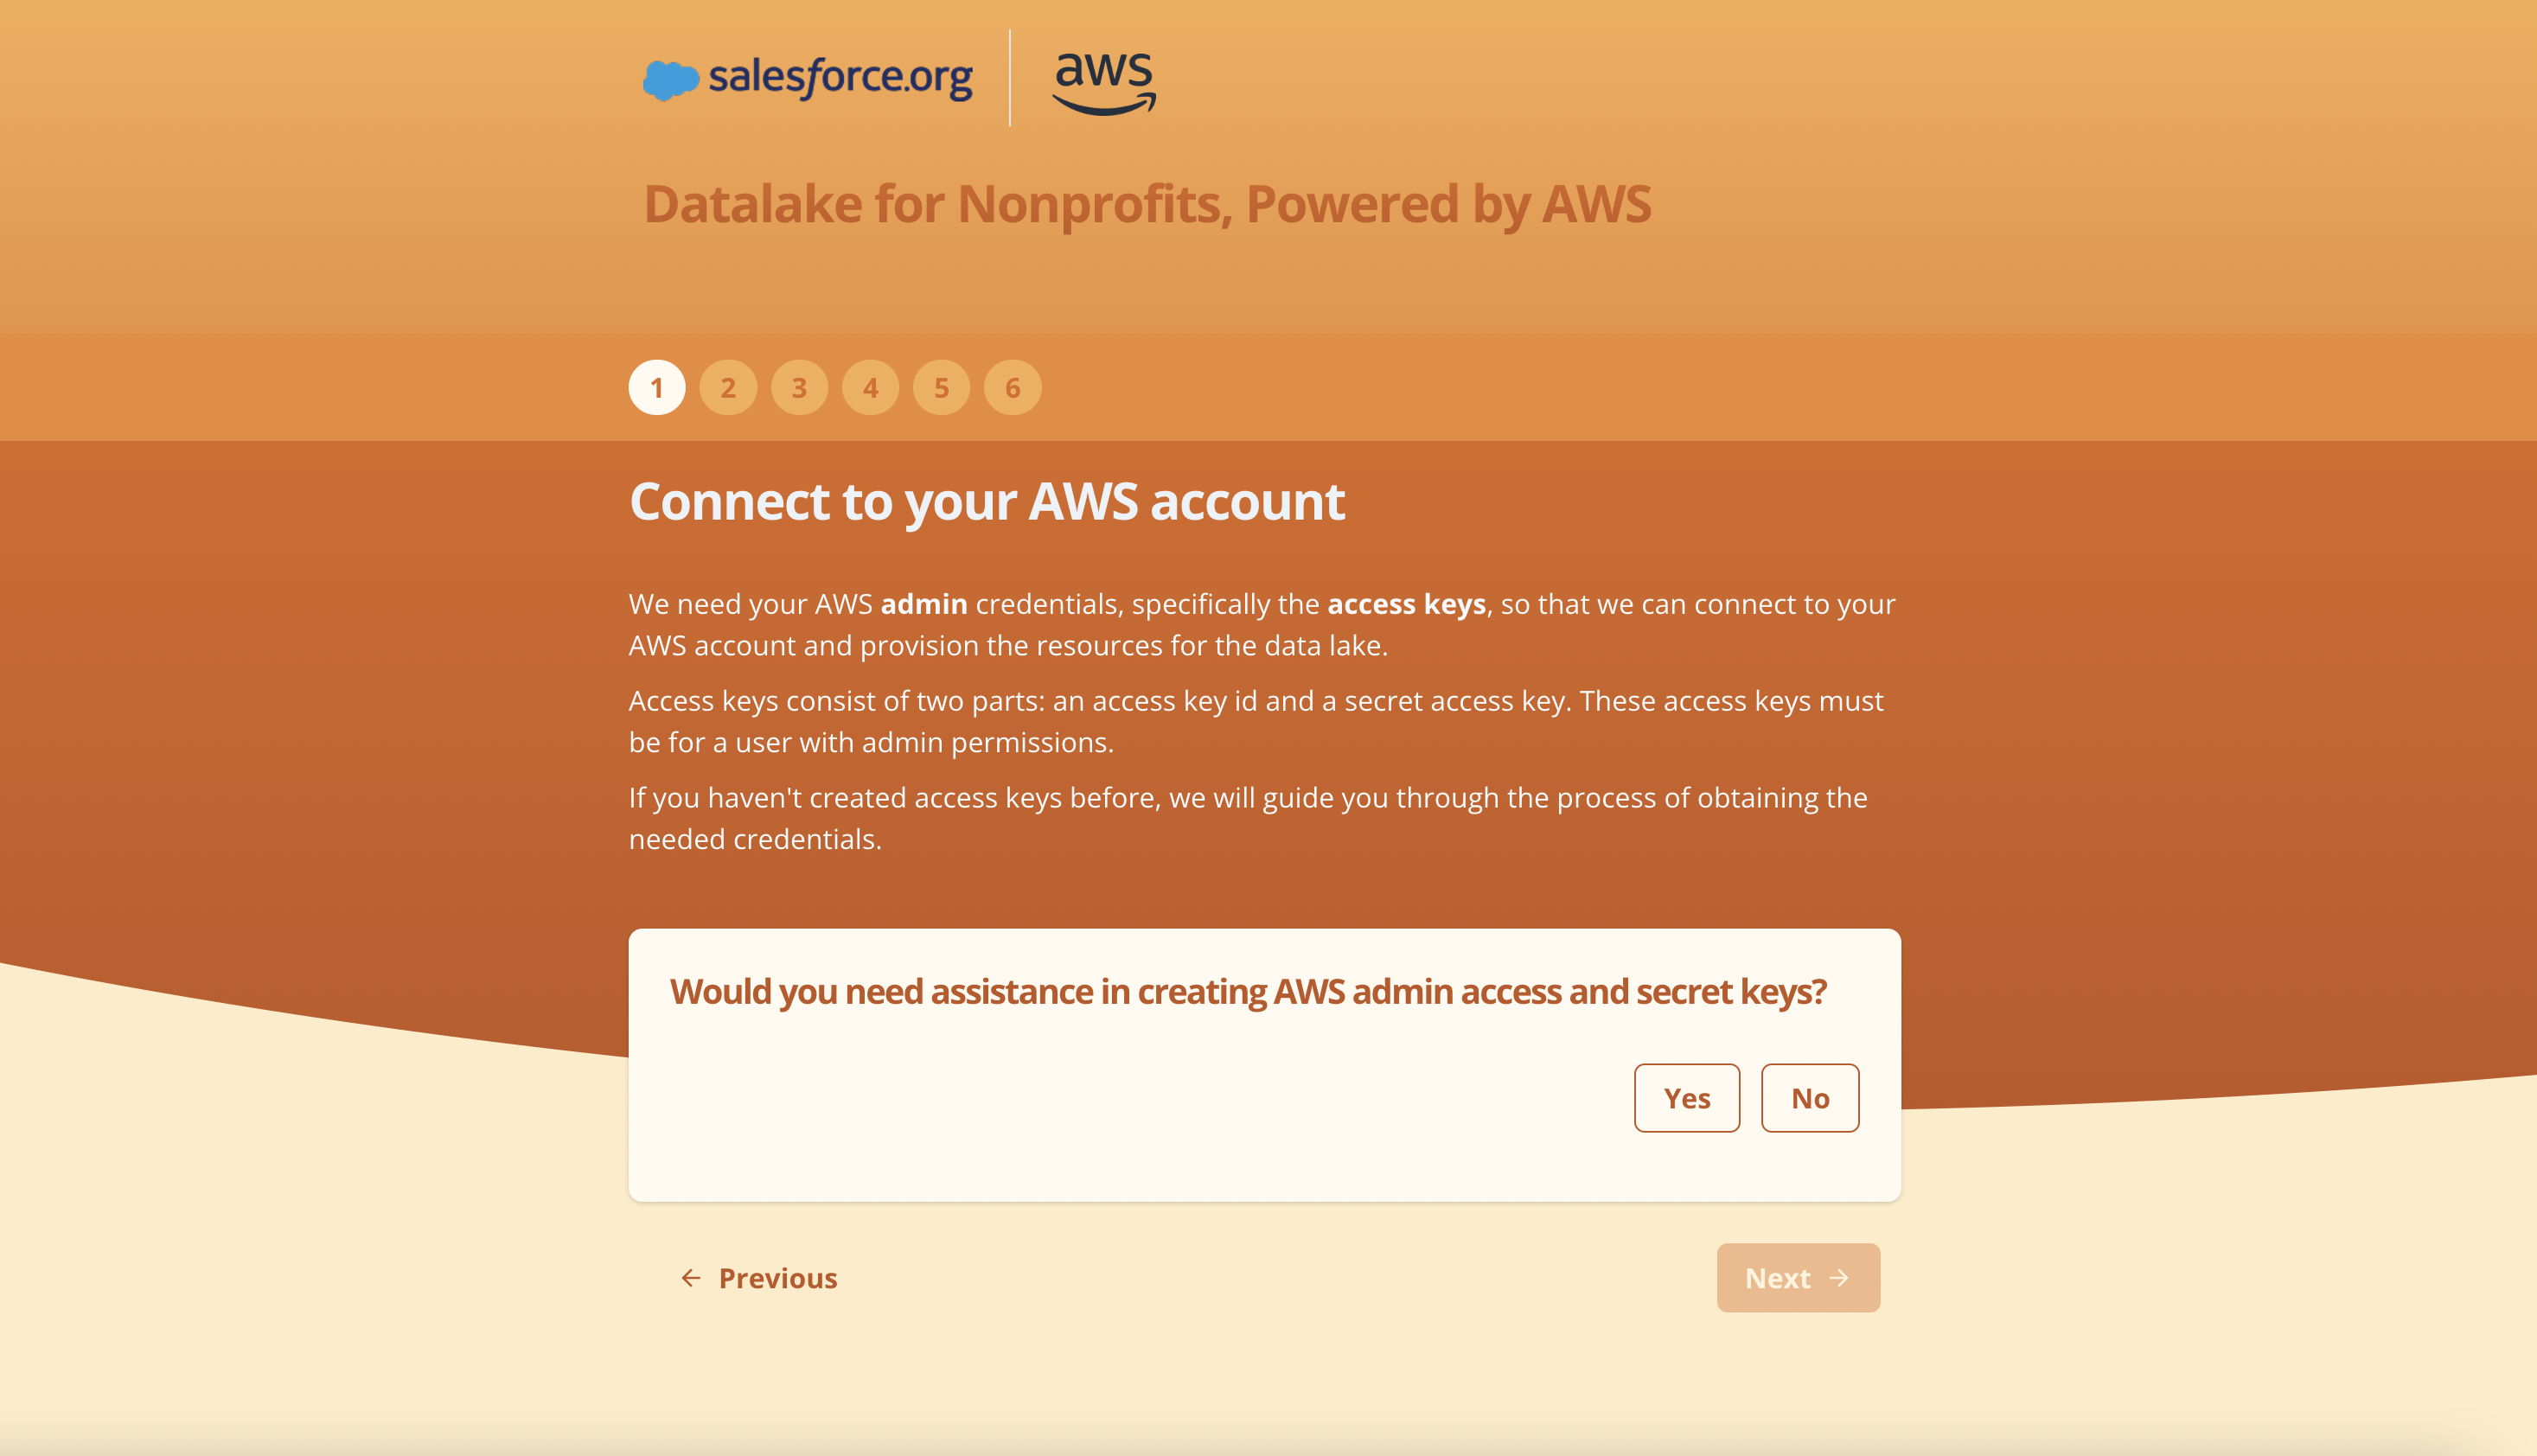 salesforce.org
aws
Datalake for Nonprofits, Powered by AWS
1 2 3 4 5 6
Connect to your AWS account
We need your AWS admin credentials, specifically the access keys, so that we can connect to your
AWS account and provision the resources for the data lake.
Access keys consist of two parts: an access key id and a secret access key. These access keys must
be for a user with admin permissions.
If you haven't created access keys before, we will guide you through the process of obtaining the
needed credentials.
Would you need assistance in creating AWS admin access and secret keys?
Yes No
Previous Next